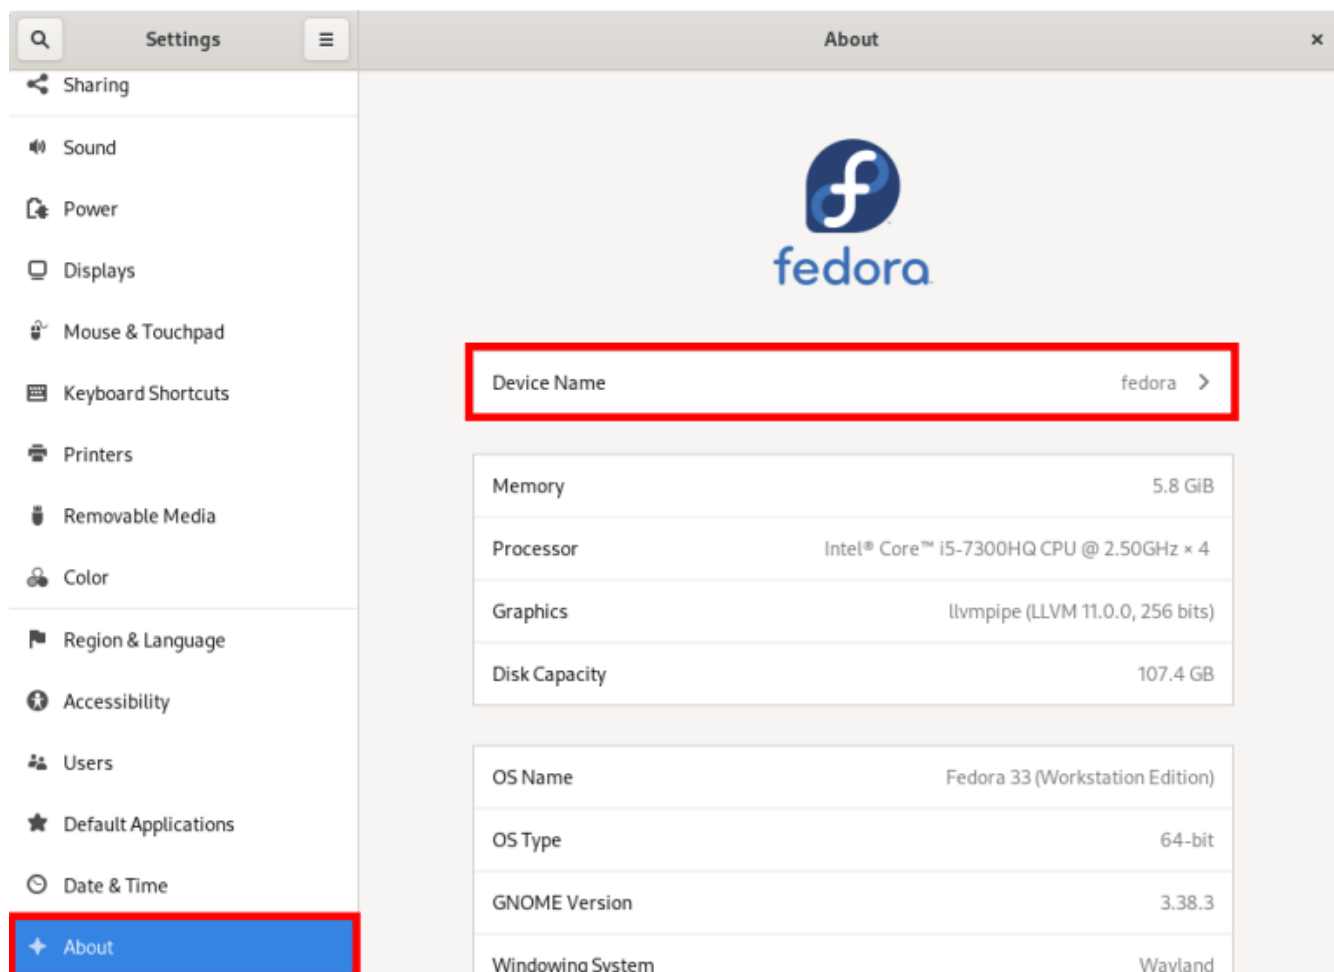 Settings
About
Sharing
Sound
Power
Displays
Mouse & Touchpad
Keyboard Shortcuts
Printers
Removable Media
Color
Region & Language
Accessibility
Users
Default Applications
Date & Time
About
fedora
Device Name fedora
Memory 5.8 GiB
Processor Intel® Core™ i5-7300HQ CPU @ 2.50GHz × 4
Graphics llvmpipe (LLVM 11.0.0, 256 bits)
Disk Capacity 107.4 GB
OS Name Fedora 33 (Workstation Edition)
OS Type 64-bit
GNOME Version 3.38.3
Windowing System Wayland